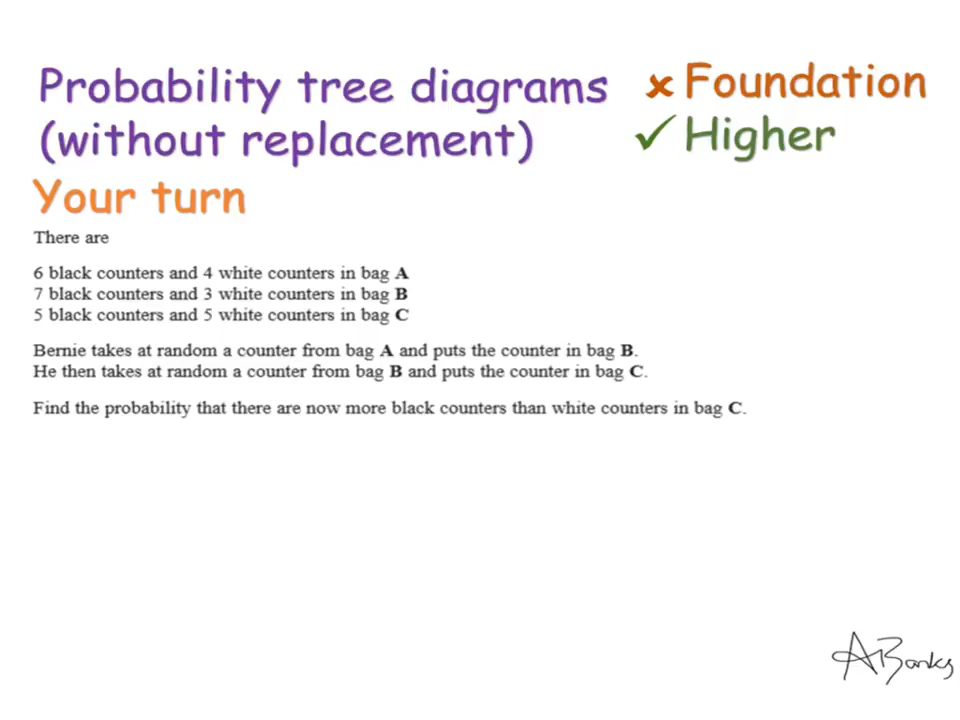 Probability tree diagrams
(without replacement)
✗ Foundation
✓ Higher
Your turn
There are
6 black counters and 4 white counters in bag A
7 black counters and 3 white counters in bag B
5 black counters and 5 white counters in bag C
Bernie takes at random a counter from bag A and puts the counter in bag B.
He then takes at random a counter from bag B and puts the counter in bag C.
Find the probability that there are now more black counters than white counters in bag C.
ABanks